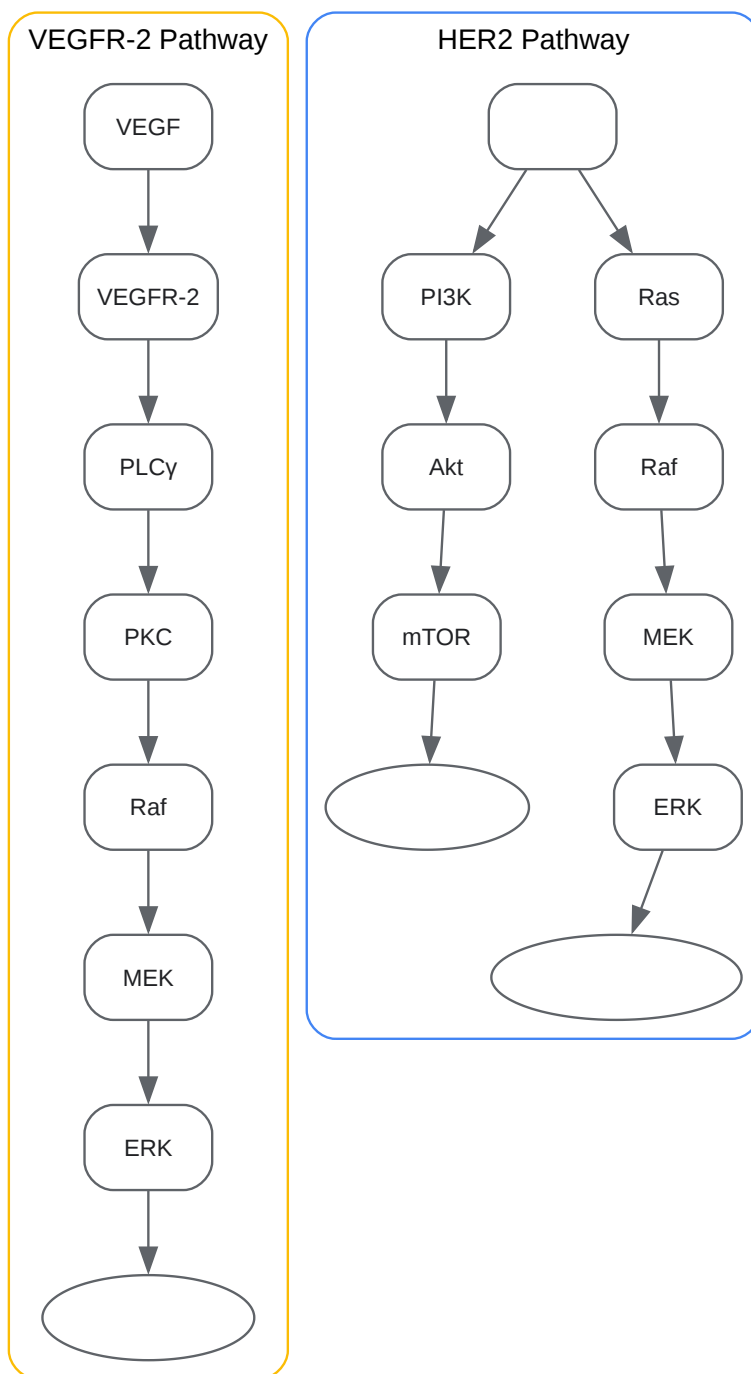 VEGFR-2 Pathway
VEGF
VEGFR-2
PLCγ
PKC
Raf
MEK
ERK
HER2 Pathway
PI3K
Ras
Akt
Raf
mTOR
MEK
ERK